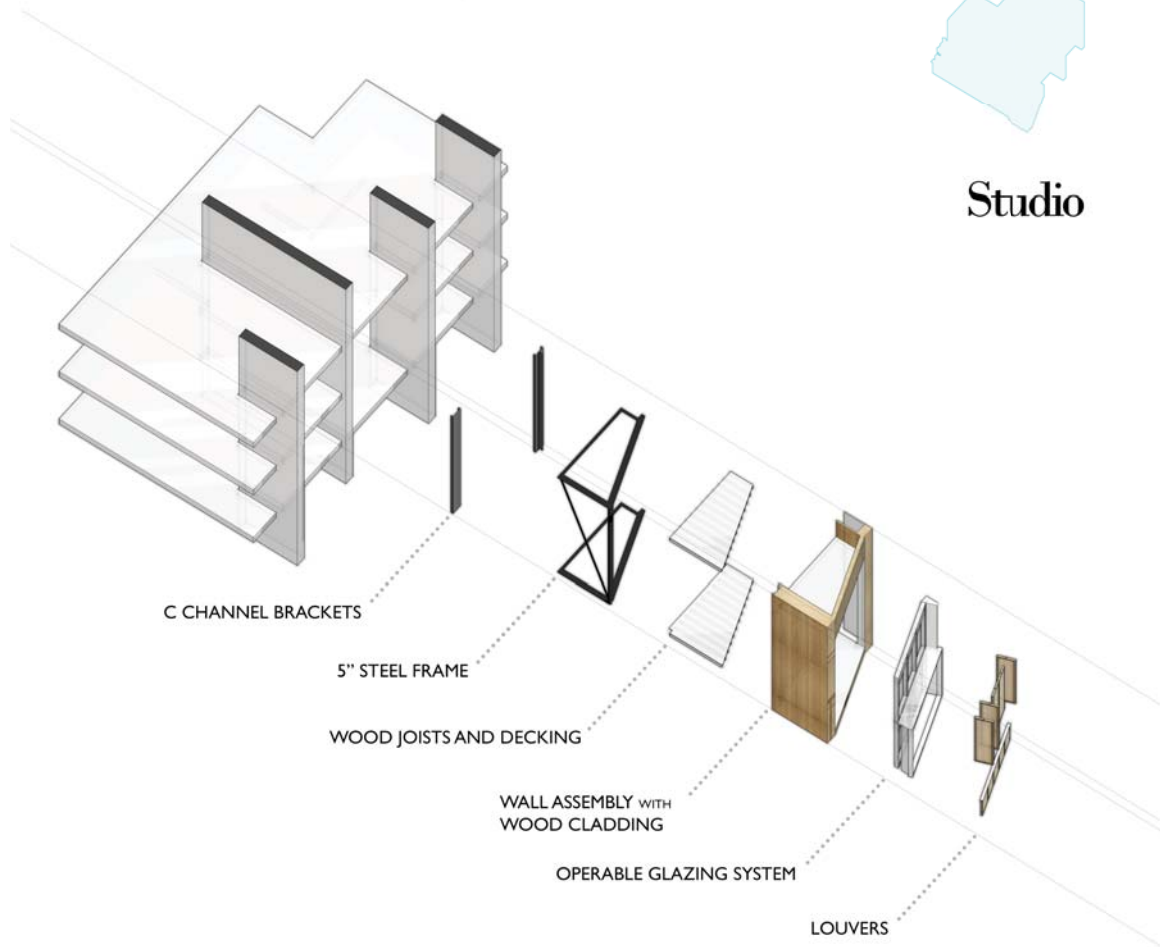 Studio
C CHANNEL BRACKETS
5” STEEL FRAME
WOOD JOISTS AND DECKING
WALL ASSEMBLY WITH
WOOD CLADDING
OPERABLE GLAZING SYSTEM
LOUVERS